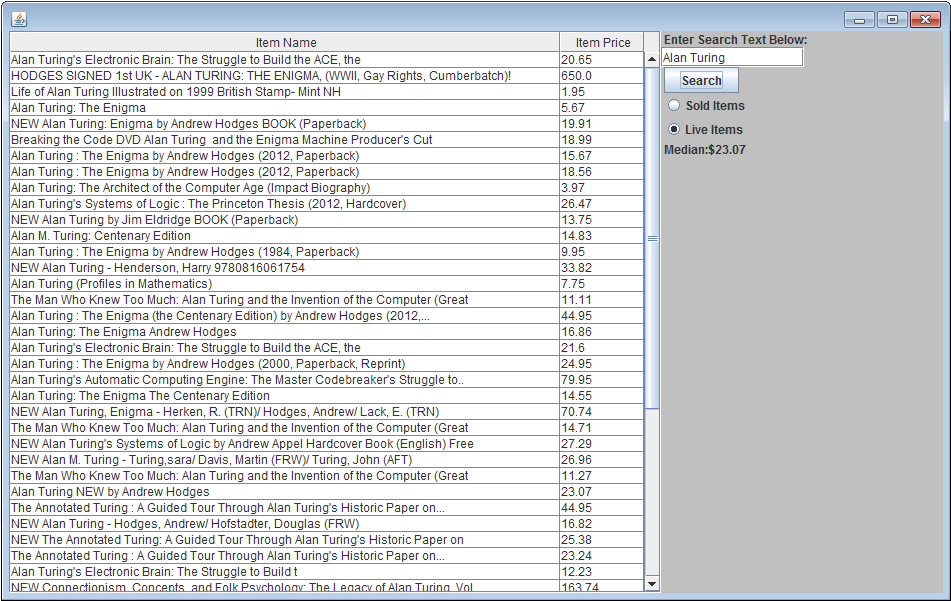 Item Name Item Price
Alan Turing's Electronic Brain: The Struggle to Build the ACE, the 20.65
HODGES SIGNED 1st UK - ALAN TURING: THE ENIGMA, (WWII, Gay Rights, Cumberbatch)! 650.0
Life of Alan Turing Illustrated on 1999 British Stamp- Mint NH 1.95
Alan Turing: The Enigma 5.67
NEW Alan Turing: Enigma by Andrew Hodges BOOK (Paperback) 19.91
Breaking the Code DVD Alan Turing  and the Enigma Machine Producer's Cut 18.99
Alan Turing : The Enigma by Andrew Hodges (2012, Paperback) 15.67
Alan Turing : The Enigma by Andrew Hodges (2012, Paperback) 18.56
Alan Turing: The Architect of the Computer Age (Impact Biography) 3.97
Alan Turing's Systems of Logic : The Princeton Thesis (2012, Hardcover) 26.47
NEW Alan Turing by Jim Eldridge BOOK (Paperback) 13.75
Alan M. Turing: Centenary Edition 14.83
Alan Turing : The Enigma by Andrew Hodges (1984, Paperback) 9.95
NEW Alan Turing - Henderson, Harry 9780816061754 33.82
Alan Turing (Profiles in Mathematics) 7.75
The Man Who Knew Too Much: Alan Turing and the Invention of the Computer (Great 11.11
Alan Turing : The Enigma (the Centenary Edition) by Andrew Hodges (2012,... 44.95
Alan Turing: The Enigma Andrew Hodges 16.86
Alan Turing's Electronic Brain: The Struggle to Build the ACE, the 21.6
Alan Turing : The Enigma by Andrew Hodges (2000, Paperback, Reprint) 24.95
Alan Turing's Automatic Computing Engine: The Master Codebreaker's Struggle to.. 79.95
Alan Turing: The Enigma The Centenary Edition 14.55
NEW Alan Turing, Enigma - Herken, R. (TRN)/ Hodges, Andrew/ Lack, E. (TRN) 70.74
The Man Who Knew Too Much: Alan Turing and the Invention of the Computer (Great 14.71
NEW Alan Turing's Systems of Logic by Andrew Appel Hardcover Book (English) Free 27.29
NEW Alan M. Turing - Turing,sara/ Davis, Martin (FRW)/ Turing, John (AFT) 26.96
The Man Who Knew Too Much: Alan Turing and the Invention of the Computer (Great 11.27
Alan Turing NEW by Andrew Hodges 23.07
The Annotated Turing : A Guided Tour Through Alan Turing's Historic Paper on... 44.95
NEW Alan Turing - Hodges, Andrew/ Hofstadter, Douglas (FRW) 16.82
NEW The Annotated Turing: A Guided Tour Through Alan Turing's Historic Paper on 25.38
The Annotated Turing : A Guided Tour Through Alan Turing's Historic Paper on... 23.24
Alan Turing's Electronic Brain: The Struggle to Build t 12.23
NEW Connectionism, Concepts, and Folk Psychology: The Legacy of Alan Turing, Vol 163.74
Enter Search Text Below:
Alan Turing
Search
Sold Items
Live Items
Median:$23.07